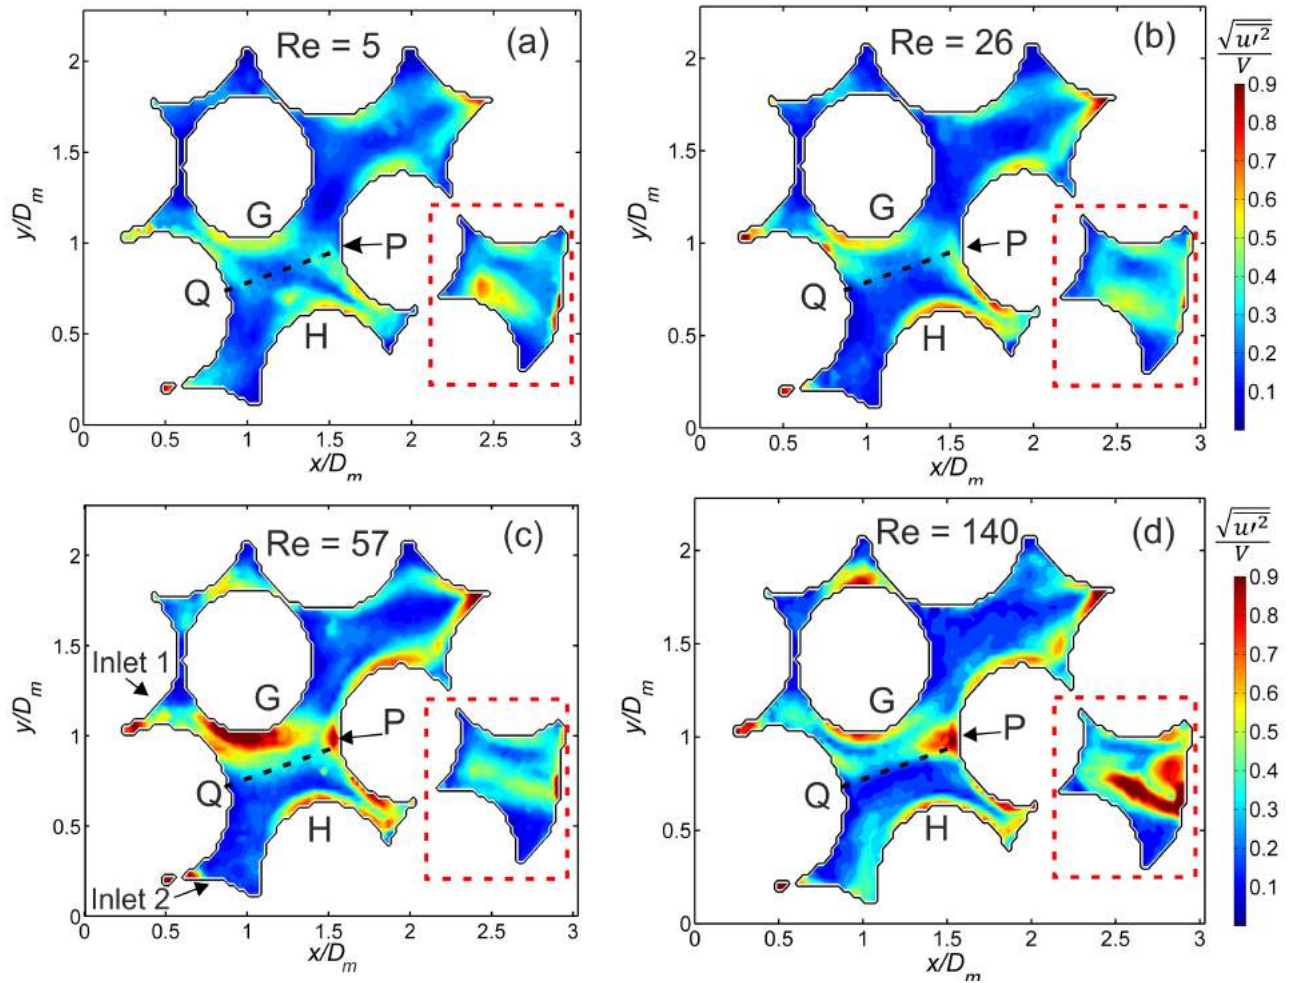 Re = 5 (a)
2
1.5
1
0.5
0
y/Dₘ
G
P
Q
H
0 0.5 1 1.5 2 2.5 3
x/Dₘ
Re = 26 (b)
2
1.5
1
0.5
0
y/Dₘ
G
P
Q
H
0 0.5 1 1.5 2 2.5 3
x/Dₘ
√u′²
V
0.9
0.8
0.7
0.6
0.5
0.4
0.3
0.2
0.1
Re = 57 (c)
2
1.5
1
0.5
0
y/Dₘ
Inlet 1
G
P
Q
H
Inlet 2
0 0.5 1 1.5 2 2.5 3
x/Dₘ
Re = 140 (d)
2
1.5
1
0.5
0
y/Dₘ
G
P
Q
H
0 0.5 1 1.5 2 2.5 3
x/Dₘ
√u′²
V
0.9
0.8
0.7
0.6
0.5
0.4
0.3
0.2
0.1